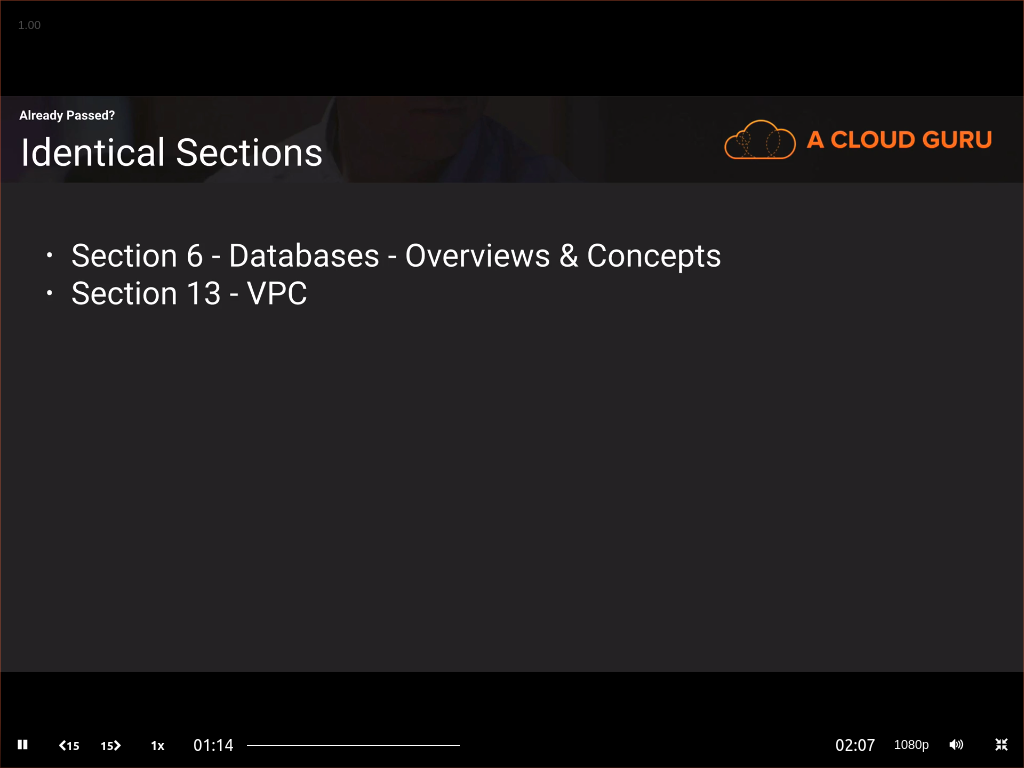 1.00
Already Passed?
Identical Sections
A CLOUD GURU
• Section 6 - Databases - Overviews & Concepts
• Section 13 - VPC
15 15 1x 01:14 02:07 1080p